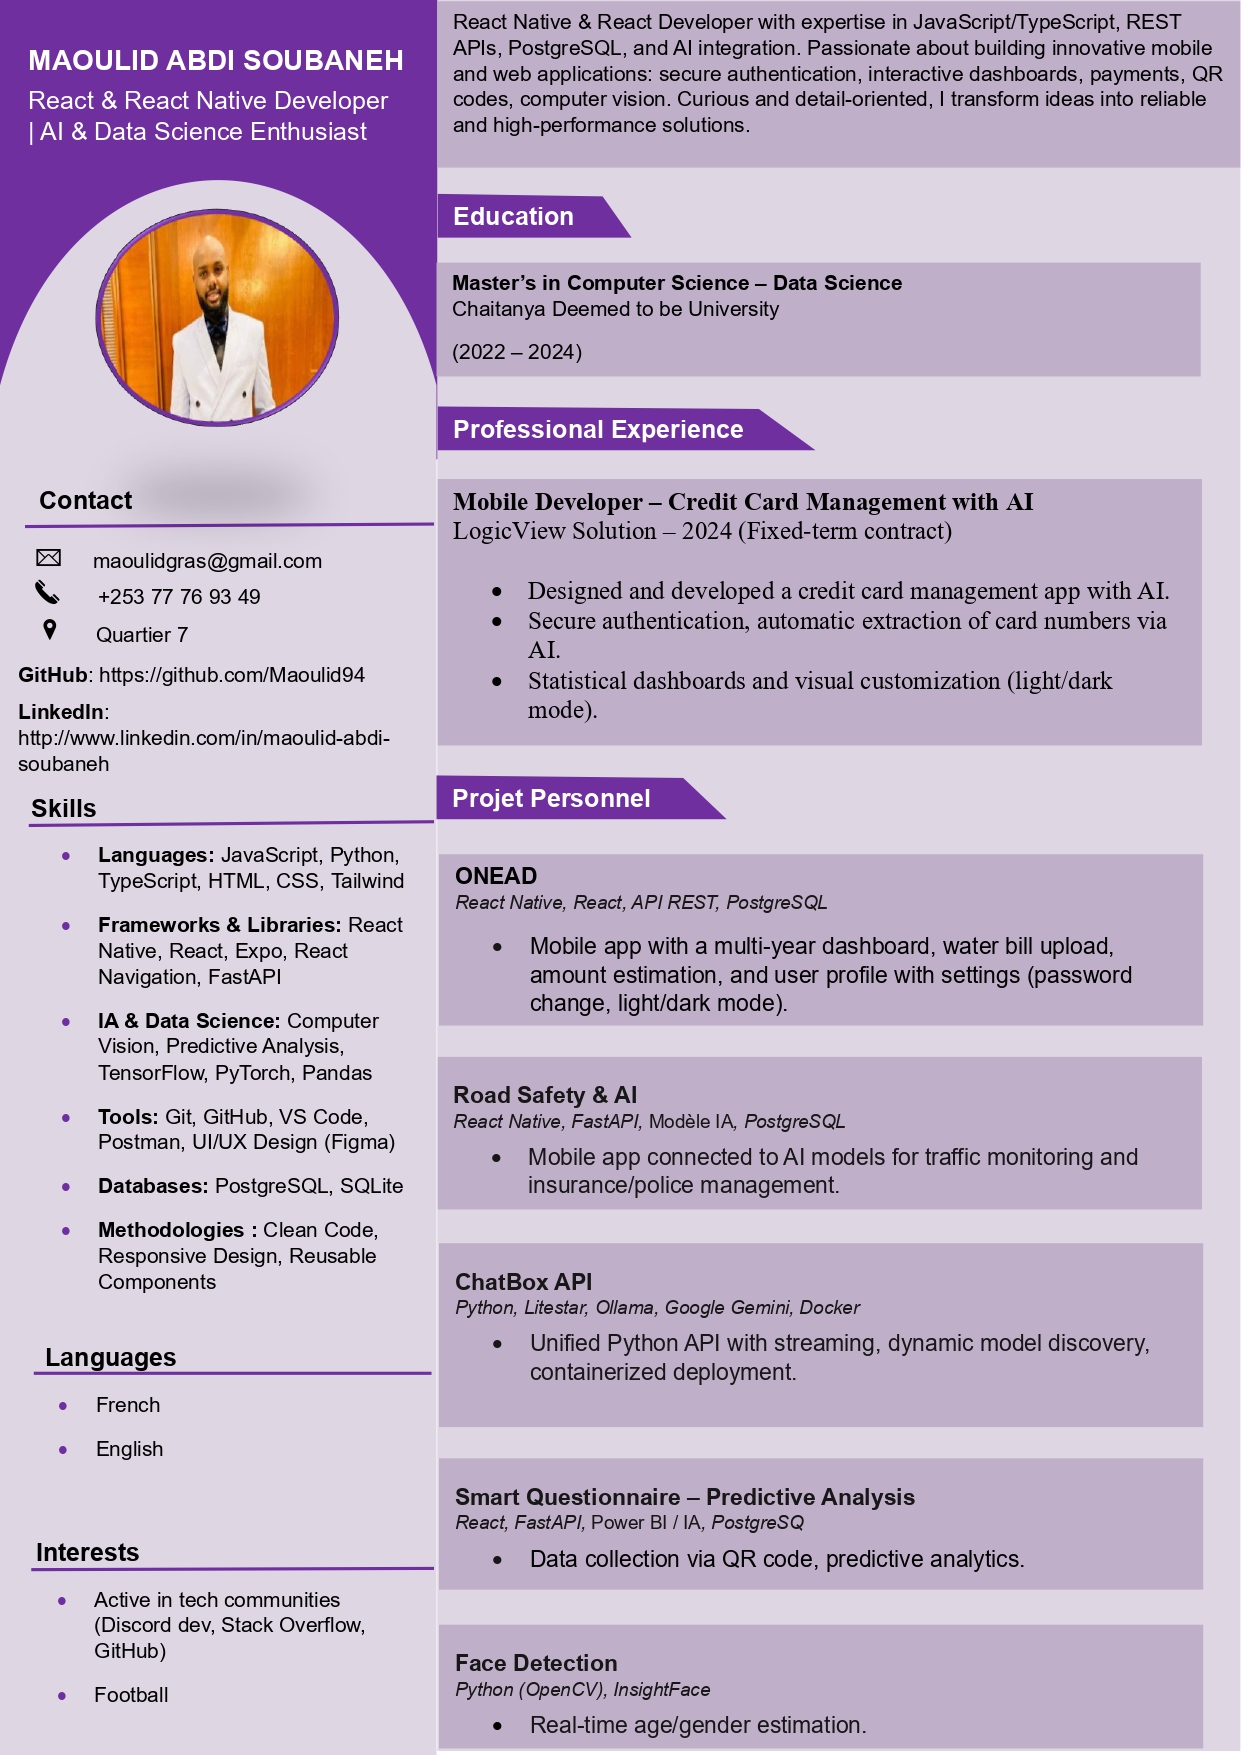 MAOULID ABDI SOUBANEH
React & React Native Developer
| AI & Data Science Enthusiast
Contact
maoulidgras@gmail.com
+253 77 76 93 49
Quartier 7
GitHub: https://github.com/Maoulid94
LinkedIn:
http://www.linkedin.com/in/maoulid-abdi-
soubaneh
Skills
• Languages: JavaScript, Python,
TypeScript, HTML, CSS, Tailwind
• Frameworks & Libraries: React
Native, React, Expo, React
Navigation, FastAPI
• IA & Data Science: Computer
Vision, Predictive Analysis,
TensorFlow, PyTorch, Pandas
• Tools: Git, GitHub, VS Code,
Postman, UI/UX Design (Figma)
• Databases: PostgreSQL, SQLite
• Methodologies : Clean Code,
Responsive Design, Reusable
Components
Languages
• French
• English
Interests
• Active in tech communities
(Discord dev, Stack Overflow,
GitHub)
• Football
React Native & React Developer with expertise in JavaScript/TypeScript, REST
APIs, PostgreSQL, and AI integration. Passionate about building innovative mobile
and web applications: secure authentication, interactive dashboards, payments, QR
codes, computer vision. Curious and detail-oriented, I transform ideas into reliable
and high-performance solutions.
Education
Master’s in Computer Science – Data Science
Chaitanya Deemed to be University
(2022 – 2024)
Professional Experience
Mobile Developer – Credit Card Management with AI
LogicView Solution – 2024 (Fixed-term contract)
• Designed and developed a credit card management app with AI.
• Secure authentication, automatic extraction of card numbers via
AI.
• Statistical dashboards and visual customization (light/dark
mode).
Projet Personnel
ONEAD
React Native, React, API REST, PostgreSQL
• Mobile app with a multi-year dashboard, water bill upload,
amount estimation, and user profile with settings (password
change, light/dark mode).
Road Safety & AI
React Native, FastAPI, Modèle IA, PostgreSQL
• Mobile app connected to AI models for traffic monitoring and
insurance/police management.
ChatBox API
Python, Litestar, Ollama, Google Gemini, Docker
• Unified Python API with streaming, dynamic model discovery,
containerized deployment.
Smart Questionnaire – Predictive Analysis
React, FastAPI, Power BI / IA, PostgreSQ
• Data collection via QR code, predictive analytics.
Face Detection
Python (OpenCV), InsightFace
• Real-time age/gender estimation.